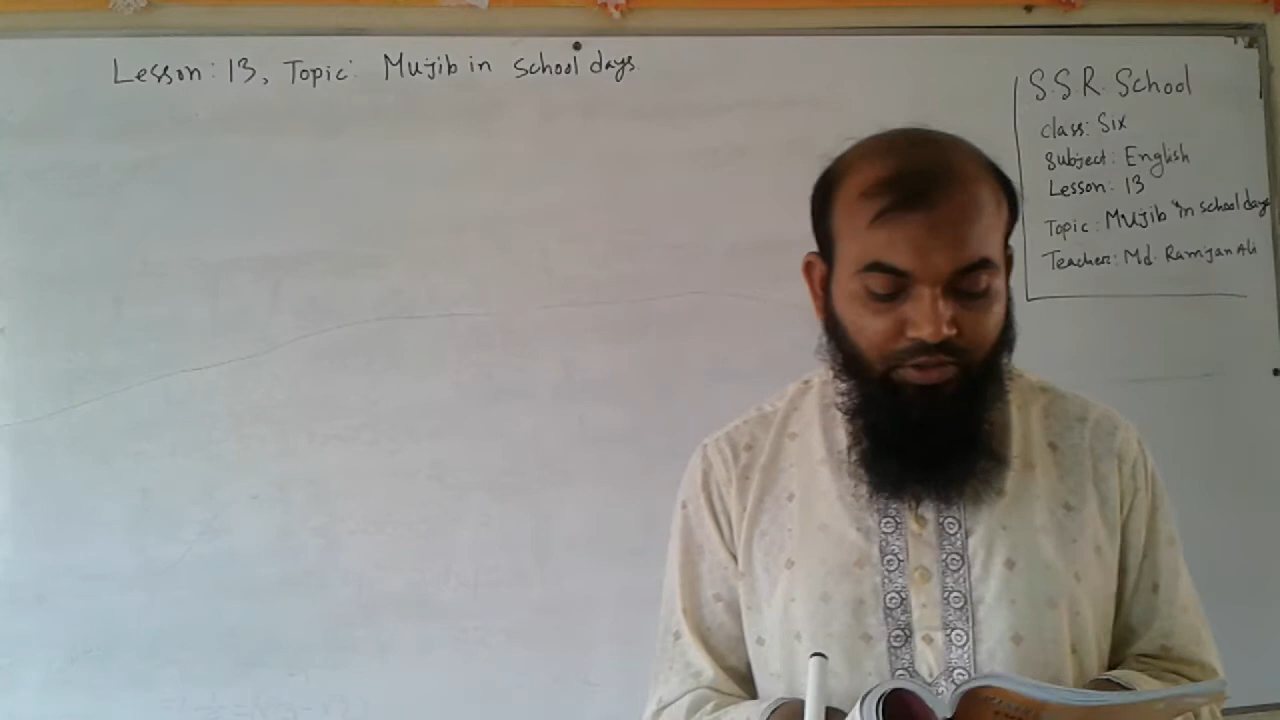 Lesson: 13, Topic: Mujib in School days
S.S.R. School
class: Six
Subject: English
Lesson: 13
Topic: Mujib "in school days
Teacher: Md. Ramjan Ali